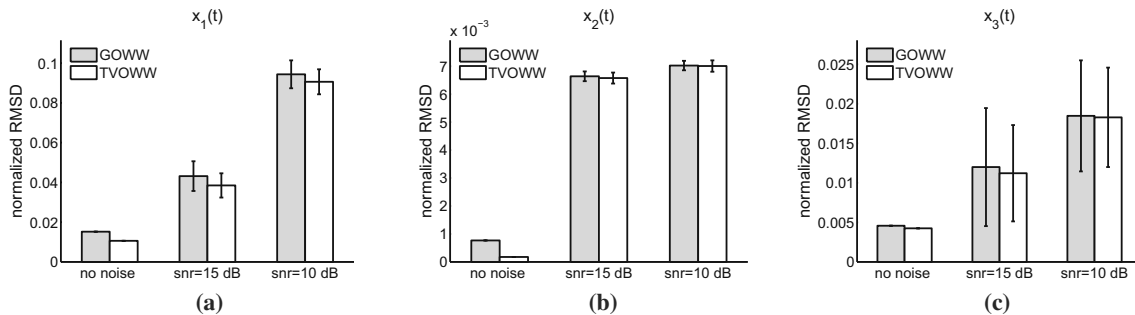 x_1(t)
normalized RMSD
0.1
0.08
0.06
0.04
0.02
0
GOWW
TVOWW
no noise
snr=15 dB
snr=10 dB
(a)
x_2(t)
x 10^-3
normalized RMSD
7
6
5
4
3
2
1
0
GOWW
TVOWW
no noise
snr=15 dB
snr=10 dB
(b)
x_3(t)
normalized RMSD
0.025
0.02
0.015
0.01
0.005
0
GOWW
TVOWW
no noise
snr=15 dB
snr=10 dB
(c)